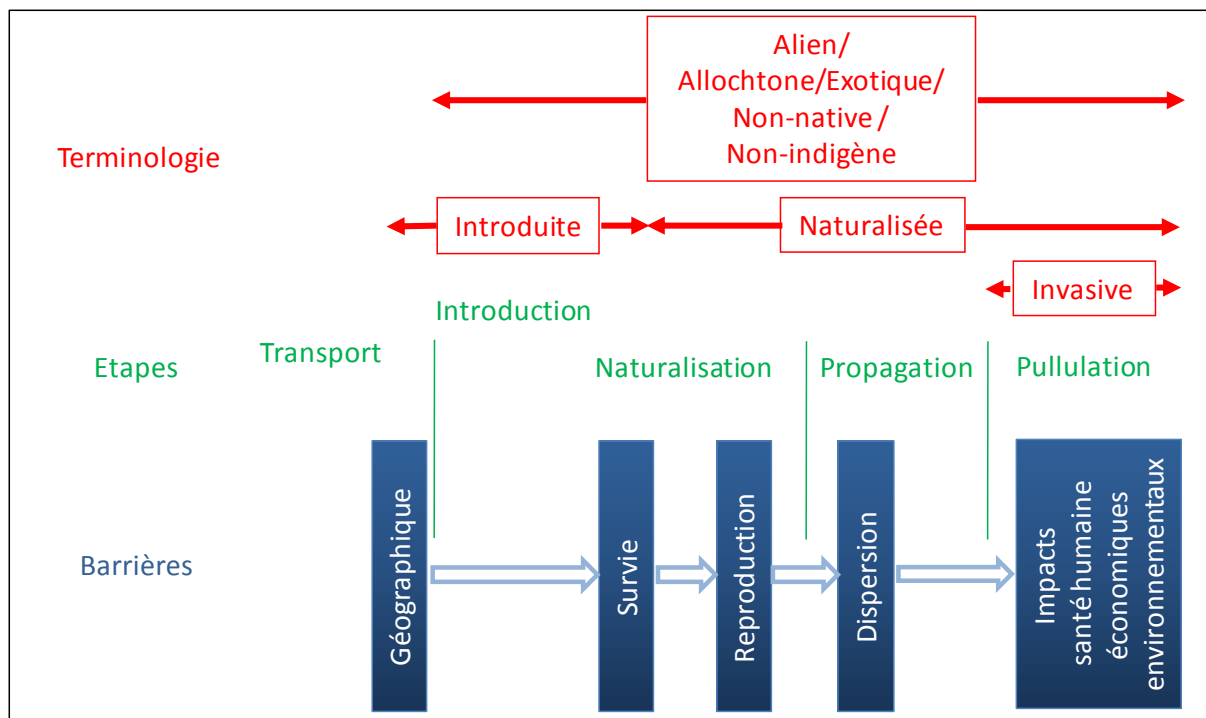 Alien/
Allochtone/Exotique/
Non-native /
Non-indigène
Terminologie
Introduite
Naturalisée
Invasive
Introduction
Etapes
Transport
Naturalisation
Propagation
Pullulation
Barrières
Géographique
Survie
Reproduction
Dispersion
Impacts
santé humaine
économiques
environnementaux